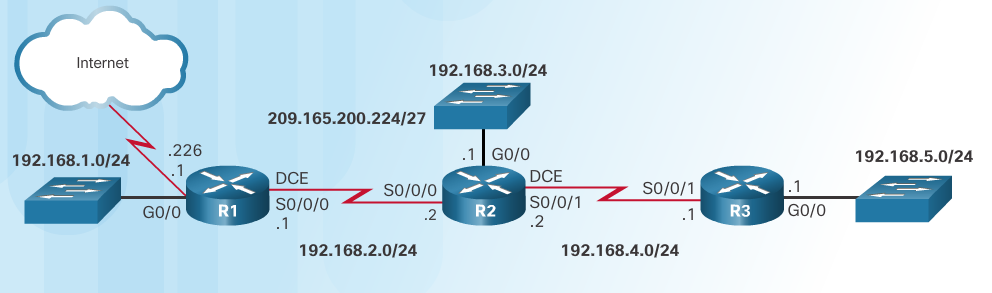 Internet
192.168.3.0/24
209.165.200.224/27
.226
.1
G0/0
192.168.1.0/24
.1
DCE
DCE
192.168.5.0/24
G0/0
R1
S0/0/0
.1
S0/0/0
.2
R2
S0/0/1
.2
S0/0/1
.1
R3
.1
G0/0
192.168.2.0/24
192.168.4.0/24